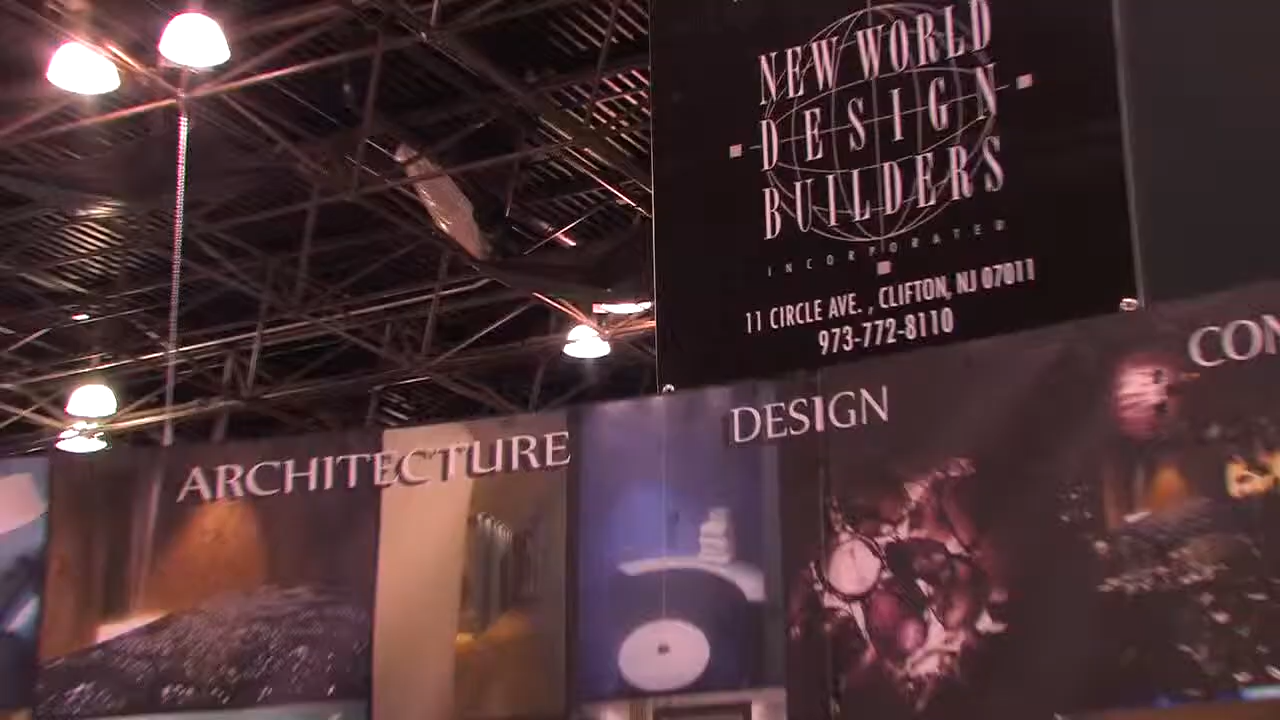 NEW WORLD
DESIGN
BUILDERS
INCORPORATED
11 CIRCLE AVE. , CLIFTON, NJ 07011
973-772-8110
ARCHITECTURE
DESIGN